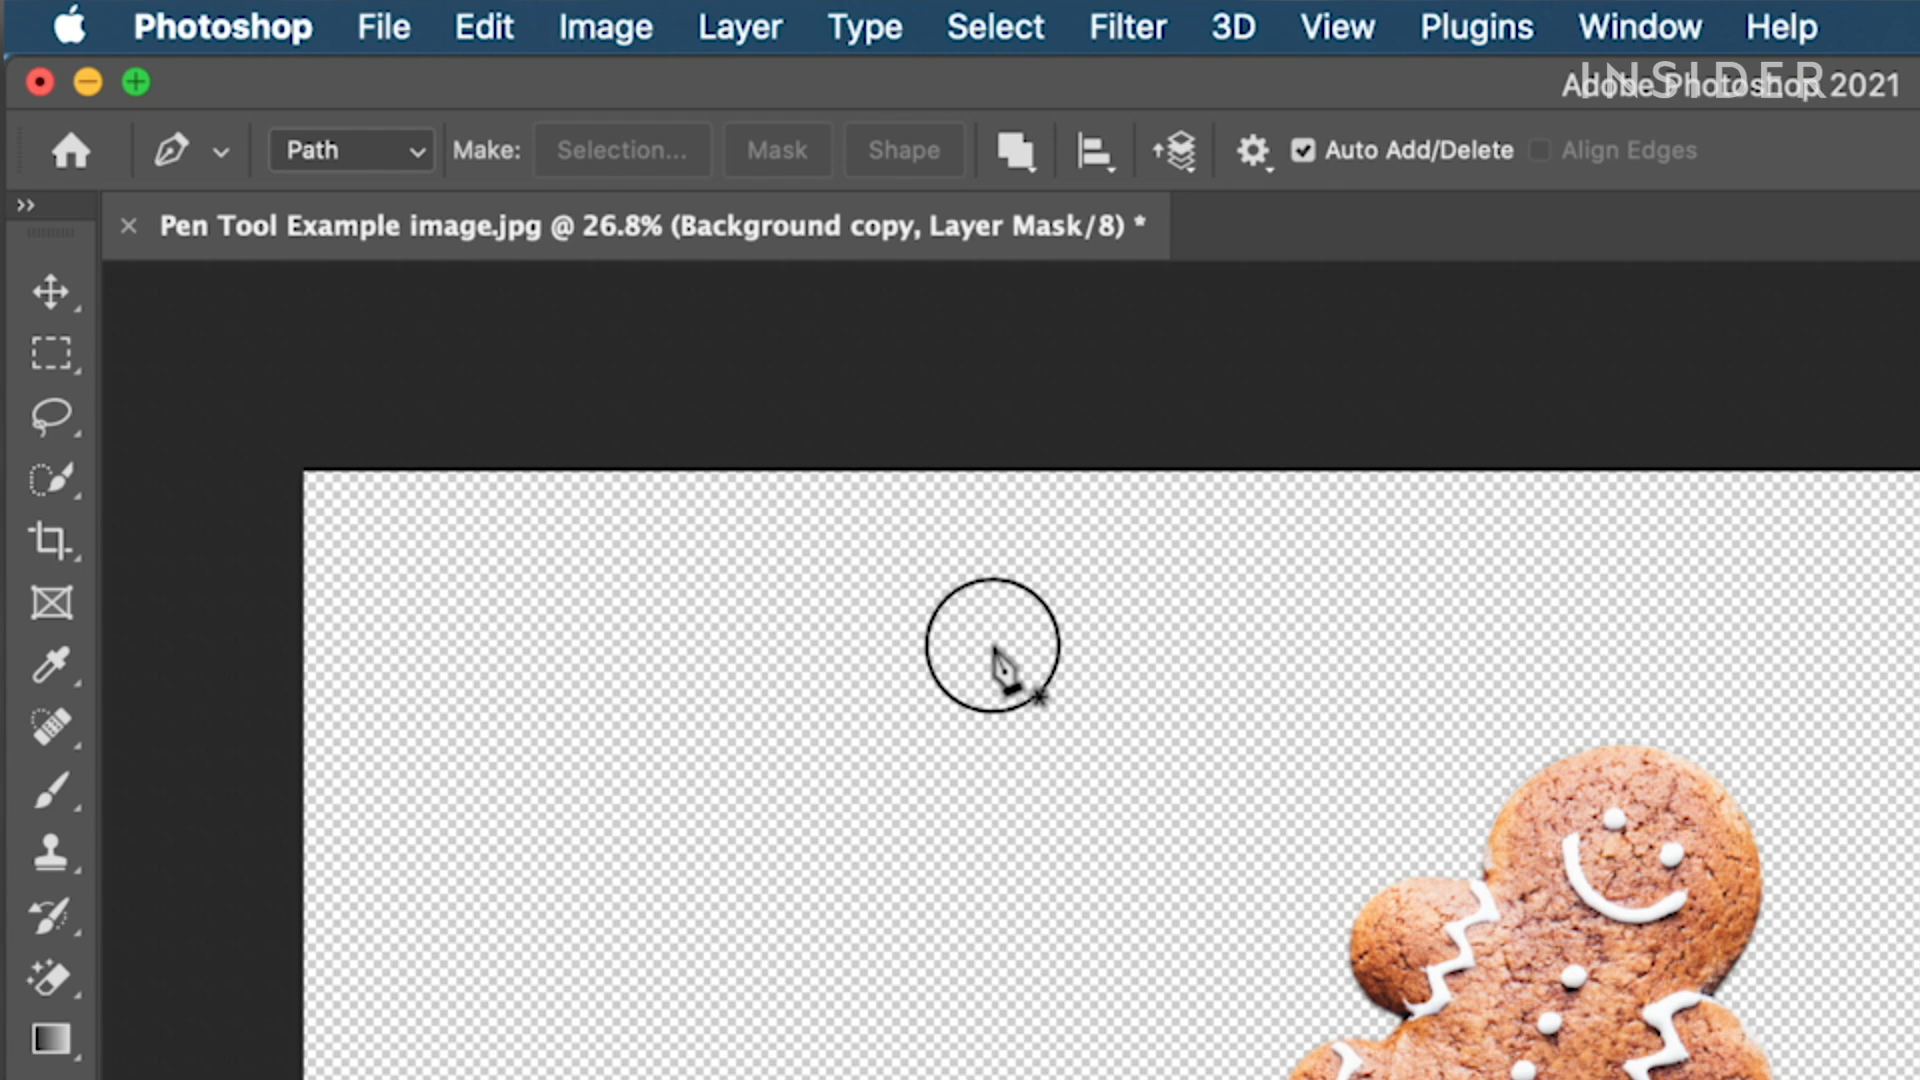 Photoshop File Edit Image Layer Type Select Filter 3D View Plugins Window Help
Adobe Photoshop 2021
INSIDER
Path Make: Selection... Mask Shape Auto Add/Delete Align Edges
Pen Tool Example image.jpg @ 26.8% (Background copy, Layer Mask/8) *